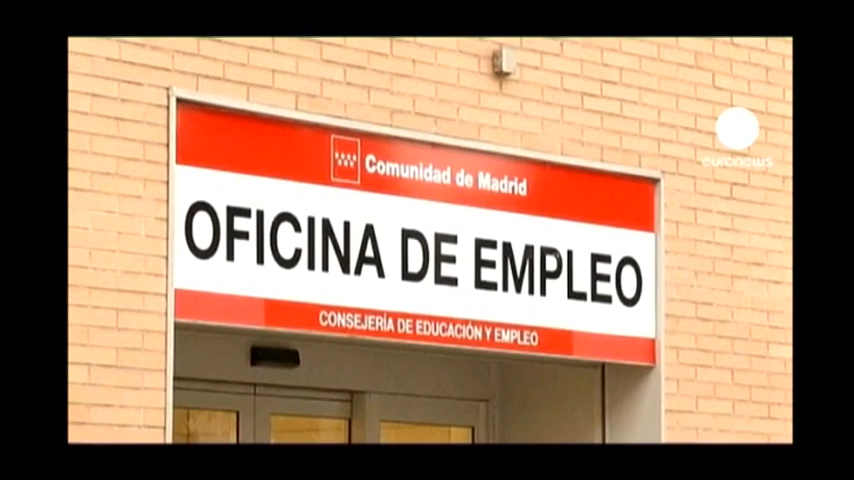 Comunidad de Madrid
OFICINA DE EMPLEO
CONSEJERÍA DE EDUCACIÓN Y EMPLEO
euronews